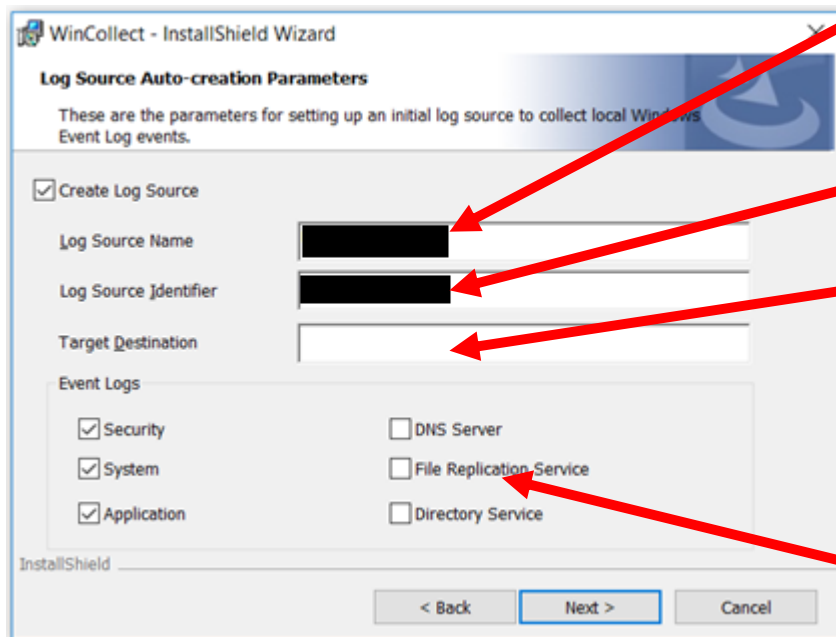 WinCollect - InstallShield Wizard
Log Source Auto-creation Parameters
These are the parameters for setting up an initial log source to collect local Windows
Event Log events.
Create Log Source
Log Source Name
Log Source Identifier
Target Destination
Event Logs
Security
DNS Server
System
File Replication Service
Application
Directory Service
InstallShield
< Back Next > Cancel